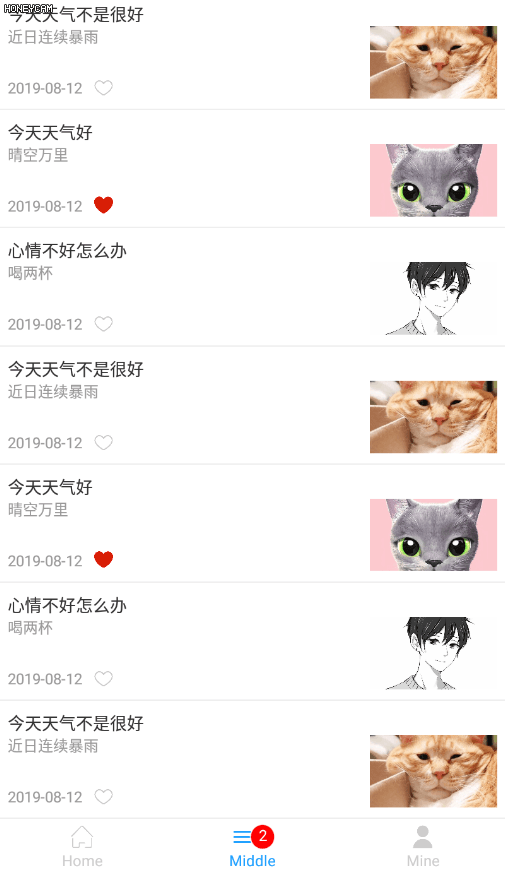 HONEYCAM
今天天气不是很好
近日连续暴雨
2019-08-12
今天天气好
晴空万里
2019-08-12
心情不好怎么办
喝两杯
2019-08-12
今天天气不是很好
近日连续暴雨
2019-08-12
今天天气好
晴空万里
2019-08-12
心情不好怎么办
喝两杯
2019-08-12
今天天气不是很好
近日连续暴雨
2019-08-12
2
Home
Middle
Mine